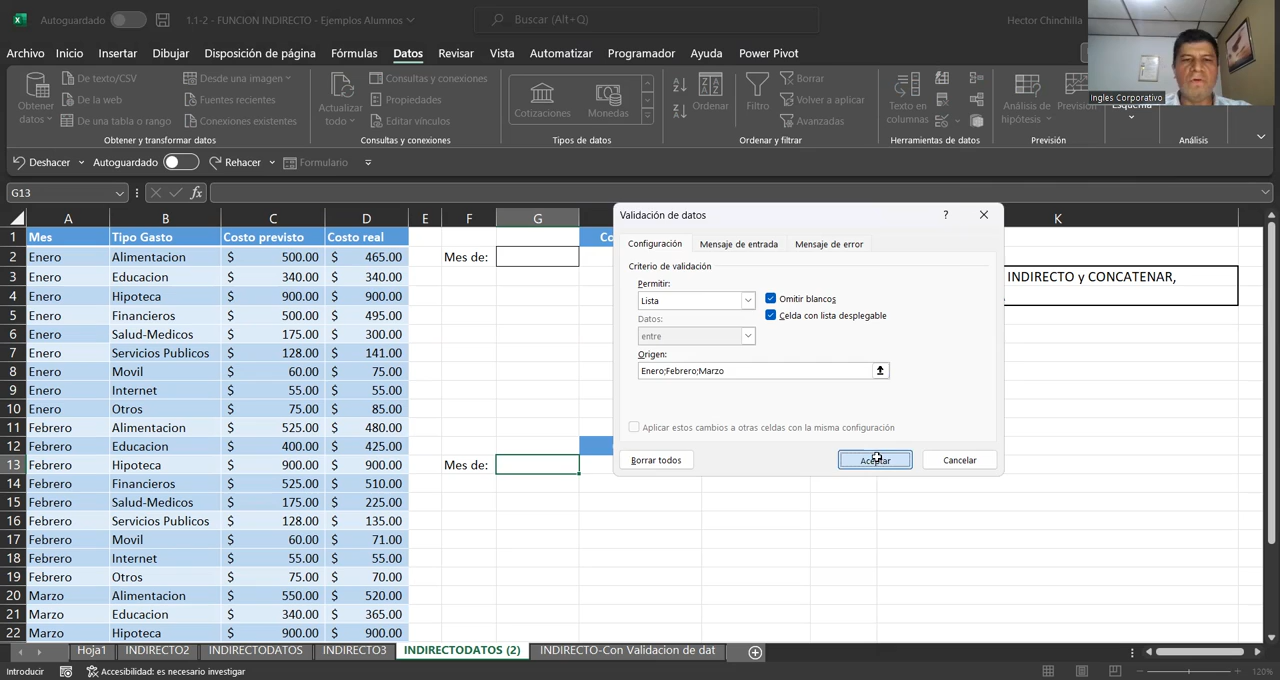 Autoguardado
1.1-2 - FUNCION INDIRECTO - Ejemplos Alumnos
Buscar (Alt+Q)
Hector Chinchilla
Archivo Inicio Insertar Dibujar Disposición de página Fórmulas Datos Revisar Vista Automatizar Programador Ayuda Power Pivot
Obtener datos
De texto/CSV
De la web
De una tabla o rango
Desde una imagen
Fuentes recientes
Conexiones existentes
Obtener y transformar datos
Actualizar todo
Consultas y conexiones
Propiedades
Editar vínculos
Consultas y conexiones
Cotizaciones
Monedas
Tipos de datos
Ordenar
Filtro
Borrar
Volver a aplicar
Avanzadas
Ordenar y filtrar
Texto en columnas
Herramientas de datos
Análisis de hipótesis
Previsión
Esquema
Análisis
Ingles Corporativo
Deshacer Autoguardado Rehacer Formulario
G13
fx
A B C D E F G K
1 Mes Tipo Gasto Costo previsto Costo real Co
2 Enero Alimentacion $ 500.00 $ 465.00 Mes de:
3 Enero Educacion $ 340.00 $ 340.00 INDIRECTO y CONCATENAR,
4 Enero Hipoteca $ 900.00 $ 900.00
5 Enero Financieros $ 500.00 $ 495.00
6 Enero Salud-Medicos $ 175.00 $ 300.00
7 Enero Servicios Publicos $ 128.00 $ 141.00
8 Enero Movil $ 60.00 $ 75.00
9 Enero Internet $ 55.00 $ 55.00
10 Enero Otros $ 75.00 $ 85.00
11 Febrero Alimentacion $ 525.00 $ 480.00
12 Febrero Educacion $ 400.00 $ 425.00
13 Febrero Hipoteca $ 900.00 $ 900.00 Mes de:
14 Febrero Financieros $ 525.00 $ 510.00
15 Febrero Salud-Medicos $ 175.00 $ 225.00
16 Febrero Servicios Publicos $ 128.00 $ 135.00
17 Febrero Movil $ 60.00 $ 71.00
18 Febrero Internet $ 55.00 $ 55.00
19 Febrero Otros $ 75.00 $ 70.00
20 Marzo Alimentacion $ 550.00 $ 520.00
21 Marzo Educacion $ 340.00 $ 365.00
22 Marzo Hipoteca $ 900.00 $ 900.00
Validación de datos ?
Configuración Mensaje de entrada Mensaje de error
Criterio de validación
Permitir:
Lista
Omitir blancos
Celda con lista desplegable
Datos:
entre
Origen:
Enero;Febrero;Marzo
Aplicar estos cambios a otras celdas con la misma configuración
Borrar todos Aceptar Cancelar
Hoja1 INDIRECTO2 INDIRECTODATOS INDIRECTO3 INDIRECTODATOS (2) INDIRECTO-Con Validacion de dat
Introducir Accesibilidad: es necesario investigar 120%